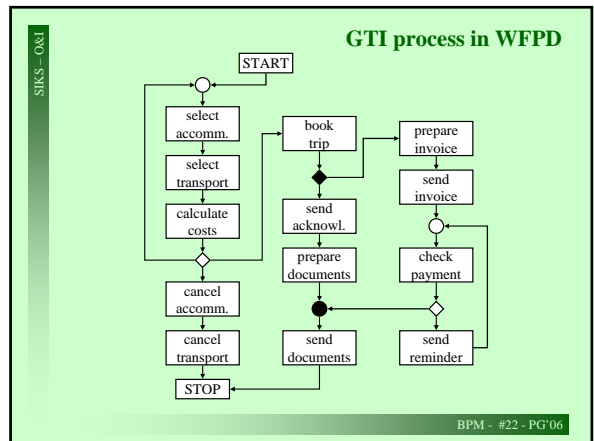 GTI process in WFPD
SIKS – O&I
START
select
accomm.
select
transport
calculate
costs
cancel
accomm.
cancel
transport
STOP
book
trip
send
acknowl.
prepare
documents
send
documents
prepare
invoice
send
invoice
check
payment
send
reminder
BPM - #22 - PG'06